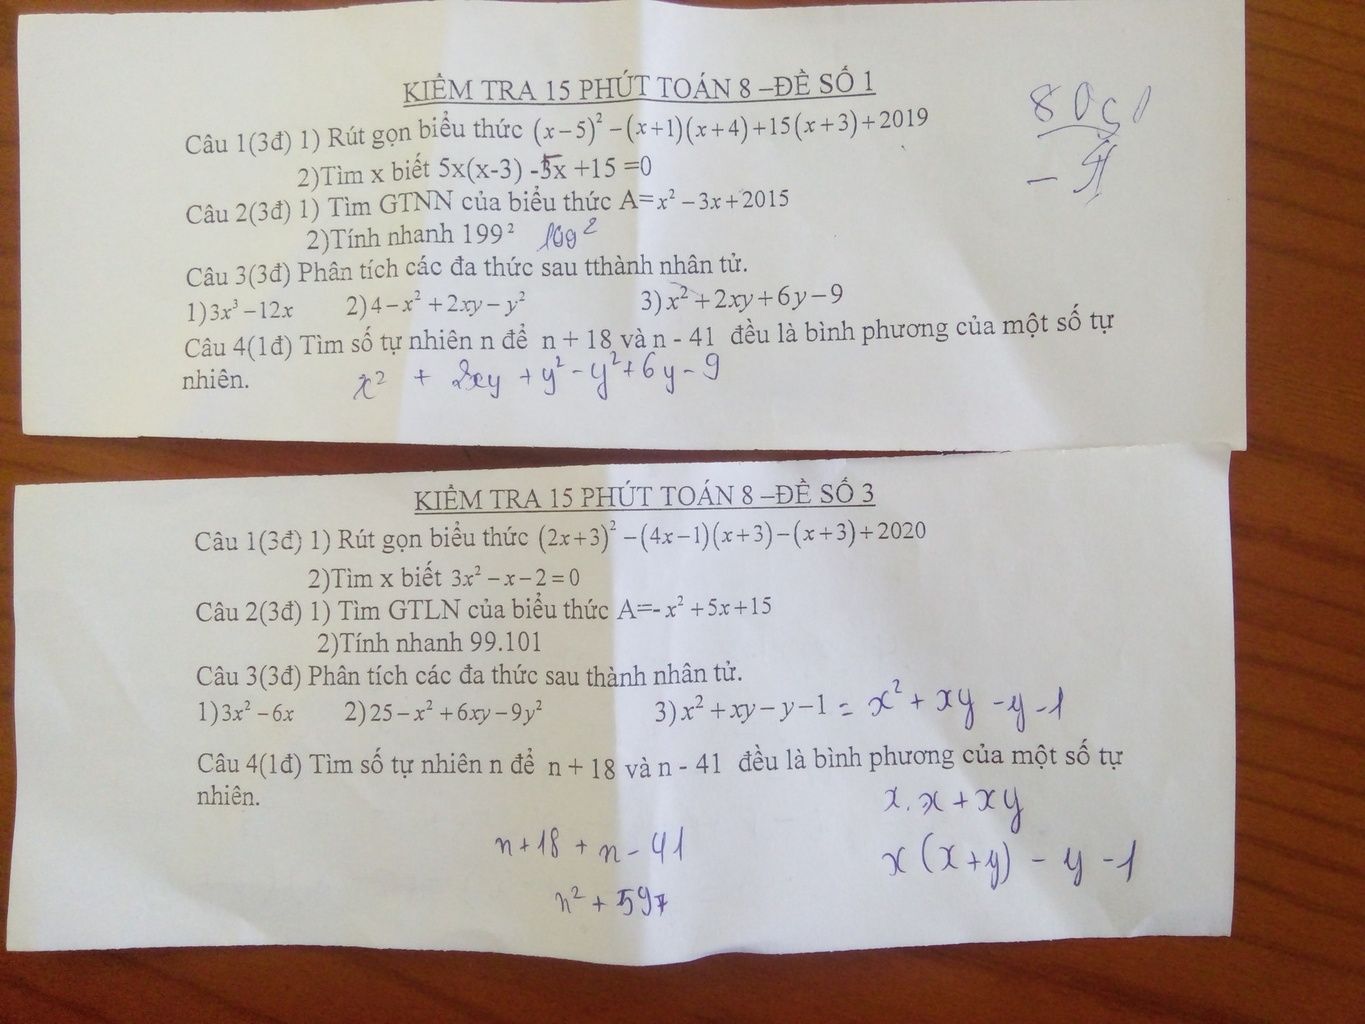 KIỂM TRA 15 PHÚT TOÁN 8 –ĐỀ SỐ 1
Câu 1(3đ) 1) Rút gọn biểu thức (x−5)² −(x+1)(x+4)+15(x+3)+2019
2)Tìm x biết 5x(x-3) -5x +15 =0
Câu 2(3đ) 1) Tìm GTNN của biểu thức A=x² −3x+2015
2)Tính nhanh 199² 199²
Câu 3(3đ) Phân tích các đa thức sau tthành nhân tử.
1)3x³ −12x 2)4−x² +2xy−y² 3)x² +2xy+6y−9
Câu 4(1đ) Tìm số tự nhiên n để n + 18 và n - 41 đều là bình phương của một số tự
nhiên.
x² + 2xy + y² - y² + 6y - 9
KIỂM TRA 15 PHÚT TOÁN 8 –ĐỀ SỐ 3
Câu 1(3đ) 1) Rút gọn biểu thức (2x+3)² −(4x−1)(x+3)−(x+3)+2020
2)Tìm x biết 3x² −x−2=0
Câu 2(3đ) 1) Tìm GTLN của biểu thức A=-x² +5x+15
2)Tính nhanh 99.101
Câu 3(3đ) Phân tích các đa thức sau thành nhân tử.
1)3x² −6x 2)25−x² +6xy−9y² 3)x² +xy−y−1 = x² + xy - y - 1
Câu 4(1đ) Tìm số tự nhiên n để n + 18 và n - 41 đều là bình phương của một số tự
nhiên.
x . x + xy
n + 18 + n - 41
x (x + y) - y - 1
n² + 59